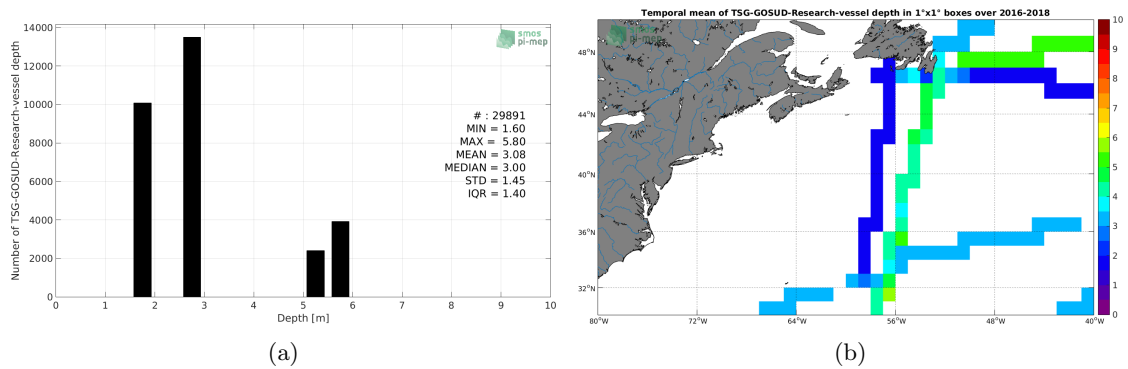 14000
12000
10000
8000
6000
4000
2000
0
Number of TSG-GOSUD-Research-vessel depth
0 1 2 3 4 5 6 7 8 9 10
Depth [m]
smos
pi-mep
# : 29891
MIN = 1.60
MAX = 5.80
MEAN = 3.08
MEDIAN = 3.00
STD = 1.45
IQR = 1.40
(a)
Temporal mean of TSG-GOSUD-Research-vessel depth in 1°x1° boxes over 2016-2018
smos
pi-mep
48°N
44°N
40°N
36°N
32°N
80°W 72°W 64°W 56°W 48°W 40°W
10
9
8
7
6
5
4
3
2
1
0
(b)